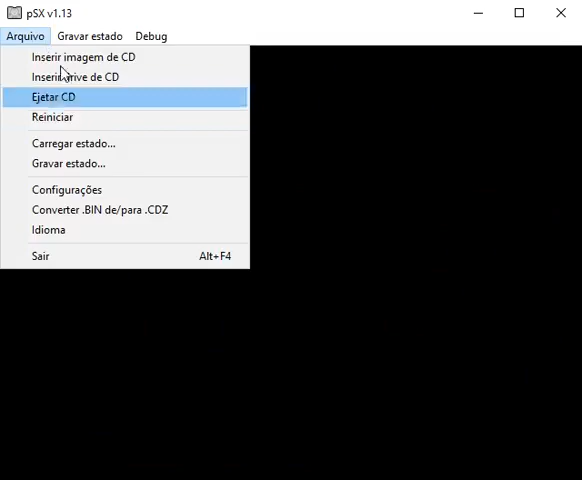 pSX v1.13
Arquivo Gravar estado Debug
Inserir imagem de CD
Inserir drive de CD
Ejetar CD
Reiniciar
Carregar estado...
Gravar estado...
Configurações
Converter .BIN de/para .CDZ
Idioma
Sair Alt+F4